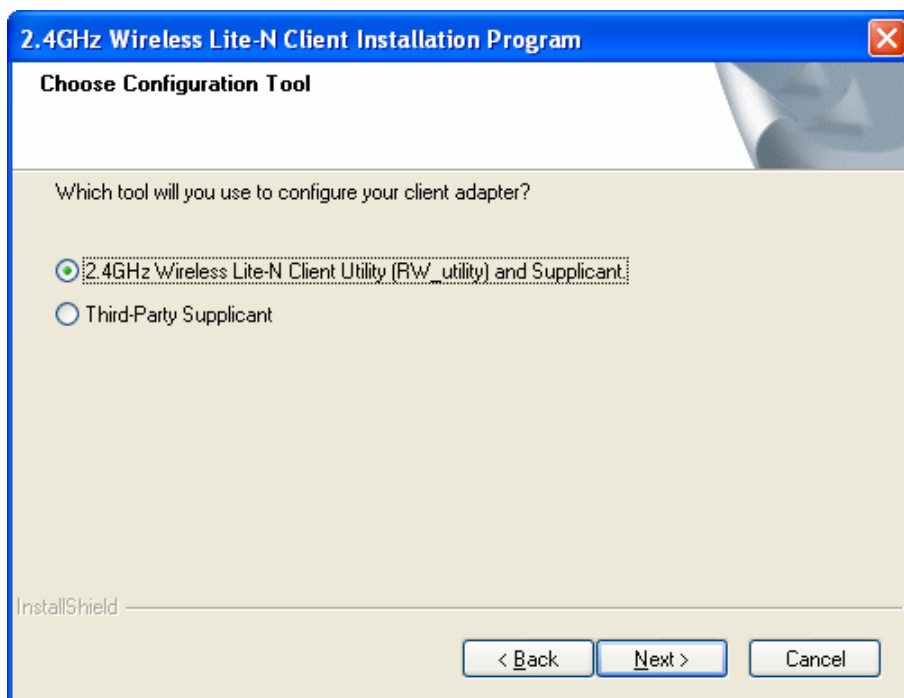 2.4GHz Wireless Lite-N Client Installation Program
Choose Configuration Tool
Which tool will you use to configure your client adapter?
2.4GHz Wireless Lite-N Client Utility (RW_utility) and Supplicant.
Third-Party Supplicant
InstallShield
< Back
Next >
Cancel